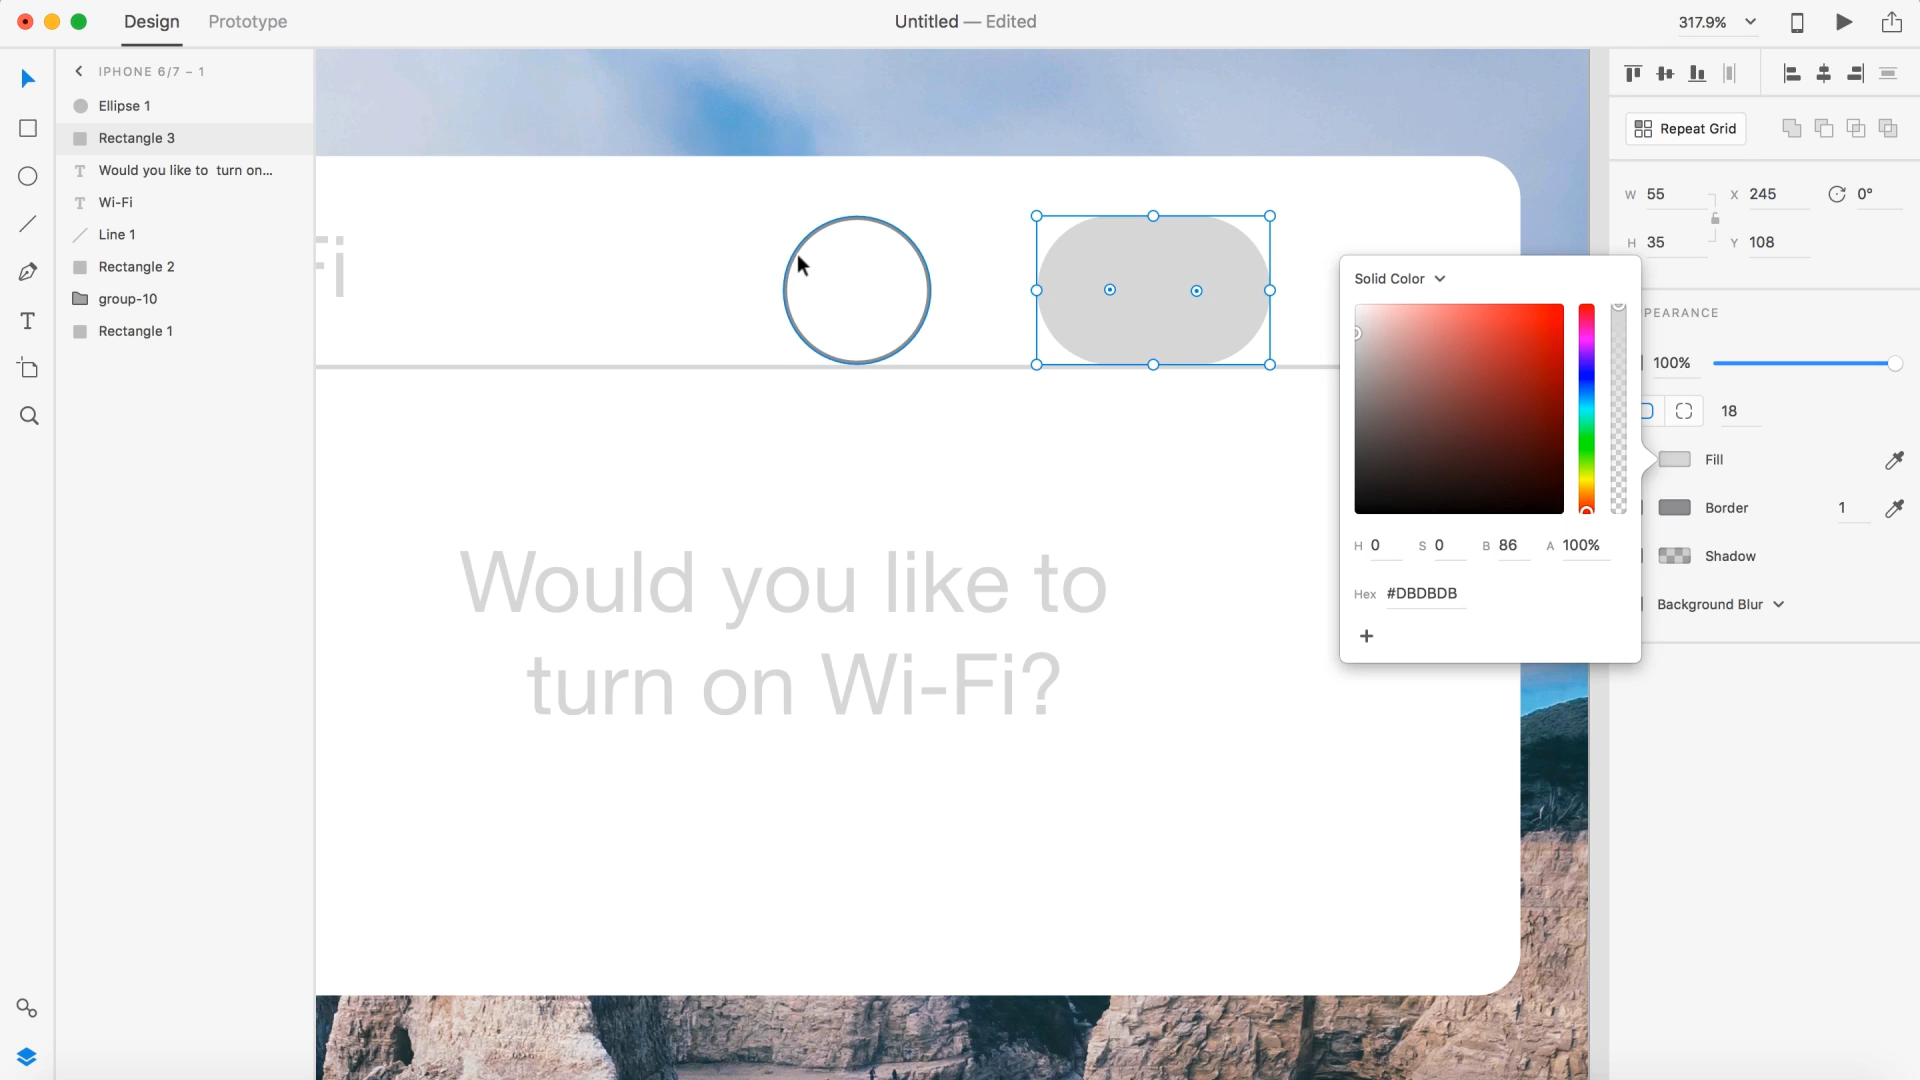 Design
Prototype
Untitled — Edited
317.9%
IPHONE 6/7 – 1
Ellipse 1
Rectangle 3
Would you like to turn on...
Wi-Fi
Line 1
Rectangle 2
group-10
Rectangle 1
Fi
Would you like to
turn on Wi-Fi?
Repeat Grid
W 55
X 245
0°
H 35
Y 108
PEARANCE
100%
18
Fill
Border
1
Shadow
Background Blur
Solid Color
H 0
S 0
B 86
A 100%
Hex #DBDBDB